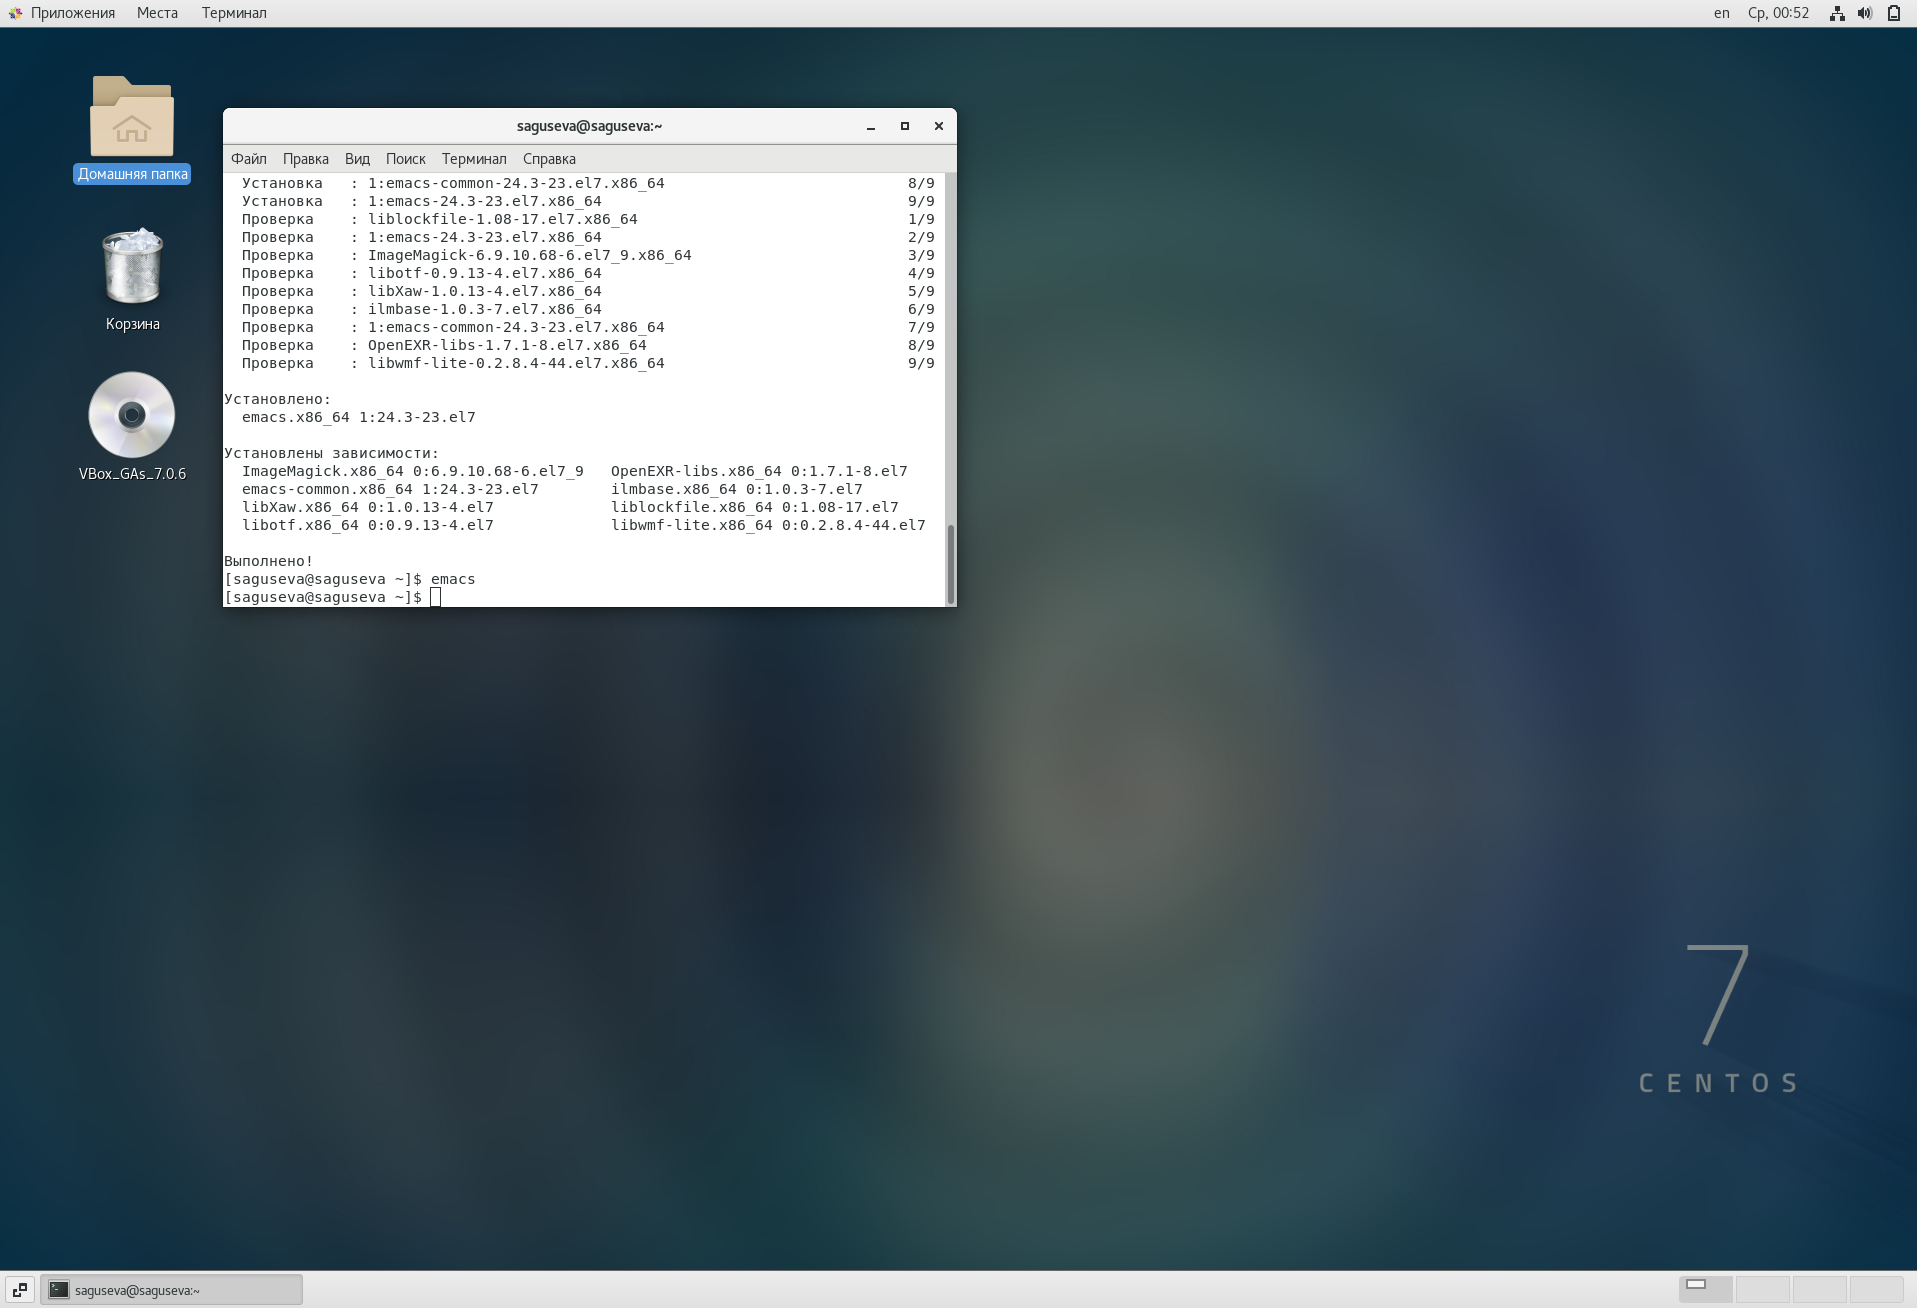 Приложения Места Терминал en Ср, 00:52
Домашняя папка
Корзина
VBox_GAs_7.0.6
saguseva@saguseva:~
Файл Правка Вид Поиск Терминал Справка
Установка : 1:emacs-common-24.3-23.el7.x86_64 8/9
Установка : 1:emacs-24.3-23.el7.x86_64 9/9
Проверка : liblockfile-1.08-17.el7.x86_64 1/9
Проверка : 1:emacs-24.3-23.el7.x86_64 2/9
Проверка : ImageMagick-6.9.10.68-6.el7_9.x86_64 3/9
Проверка : libotf-0.9.13-4.el7.x86_64 4/9
Проверка : libXaw-1.0.13-4.el7.x86_64 5/9
Проверка : ilmbase-1.0.3-7.el7.x86_64 6/9
Проверка : 1:emacs-common-24.3-23.el7.x86_64 7/9
Проверка : OpenEXR-libs-1.7.1-8.el7.x86_64 8/9
Проверка : libwmf-lite-0.2.8.4-44.el7.x86_64 9/9
Установлено:
emacs.x86_64 1:24.3-23.el7
Установлены зависимости:
ImageMagick.x86_64 0:6.9.10.68-6.el7_9 OpenEXR-libs.x86_64 0:1.7.1-8.el7
emacs-common.x86_64 1:24.3-23.el7 ilmbase.x86_64 0:1.0.3-7.el7
libXaw.x86_64 0:1.0.13-4.el7 liblockfile.x86_64 0:1.08-17.el7
libotf.x86_64 0:0.9.13-4.el7 libwmf-lite.x86_64 0:0.2.8.4-44.el7
Выполнено!
[saguseva@saguseva ~]$ emacs
[saguseva@saguseva ~]$
7
CENTOS
saguseva@saguseva:~